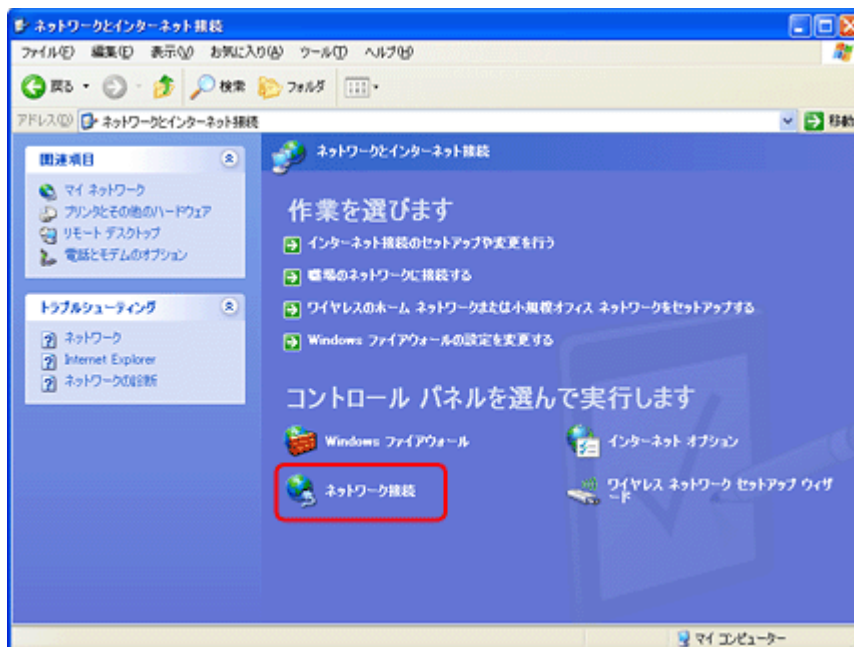 ネットワークとインターネット接続
ファイル(F) 編集(E) 表示(V) お気に入り(A) ツール(T) ヘルプ(H)
戻る 検索 フォルダ
アドレス(D) ネットワークとインターネット接続 移動
関連項目
マイ ネットワーク
プリンタとその他のハードウェア
リモート デスクトップ
電話とモデムのオプション
トラブルシューティング
ネットワーク
Internet Explorer
ネットワークの診断
ネットワークとインターネット接続
作業を選びます
インターネット接続のセットアップや変更を行う
職場のネットワークに接続する
ワイヤレスのホーム ネットワークまたは小規模オフィス ネットワークをセットアップする
Windows ファイアウォールの設定を変更する
コントロール パネルを選んで実行します
Windows ファイアウォール
インターネット オプション
ネットワーク接続
ワイヤレス ネットワーク セットアップ ウィザ
ード
マイ コンピューター